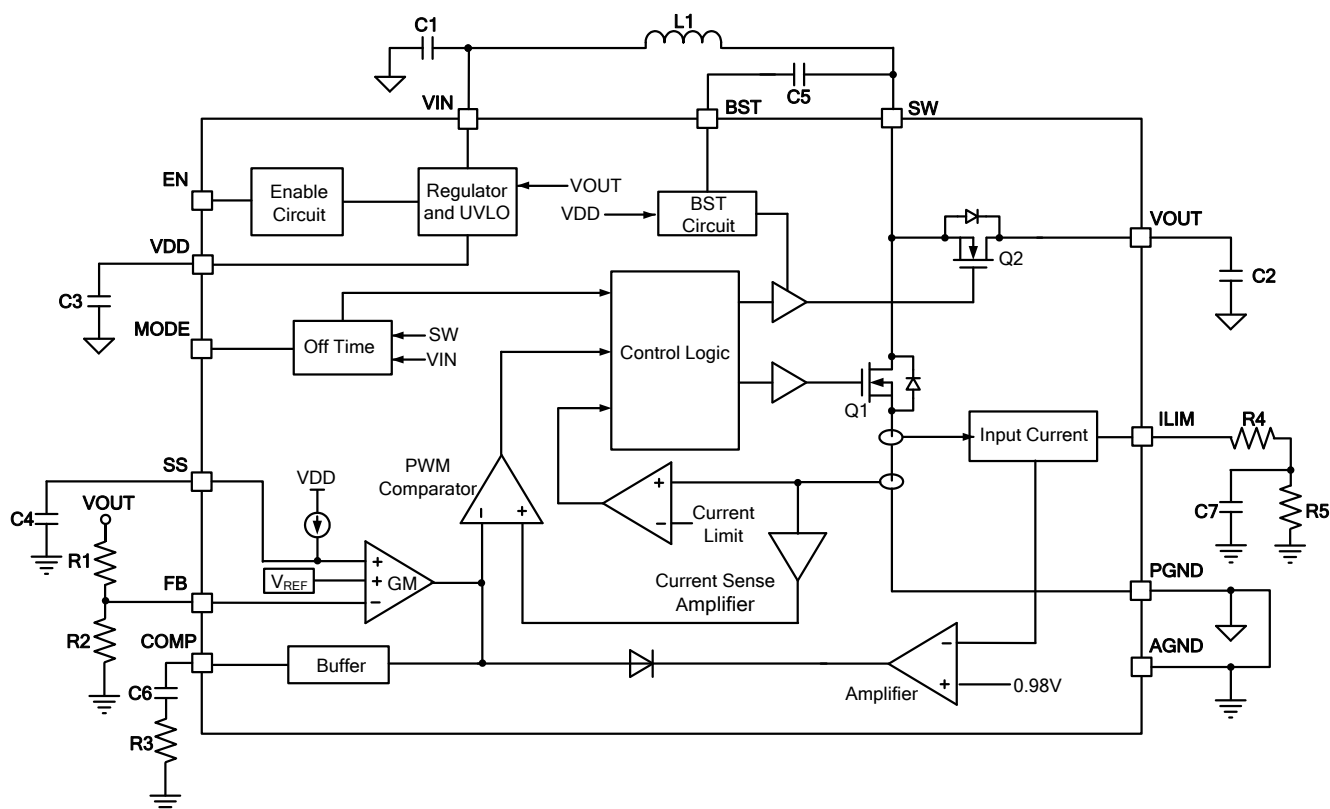 L1
C1
C5
VIN
BST
SW
EN
Enable
Circuit
Regulator
and UVLO
VOUT
VDD
BST
Circuit
VOUT
Q2
C2
VDD
C3
MODE
Off Time
SW
VIN
Control Logic
Q1
Input Current
ILIM
R4
C7
R5
SS
C4
VOUT
R1
VDD
PWM
Comparator
– +
+
–
Current
Limit
Current Sense
Amplifier
VREF
+
+
–
GM
FB
R2
PGND
AGND
COMP
Buffer
C6
R3
–
+
Amplifier
0.98V